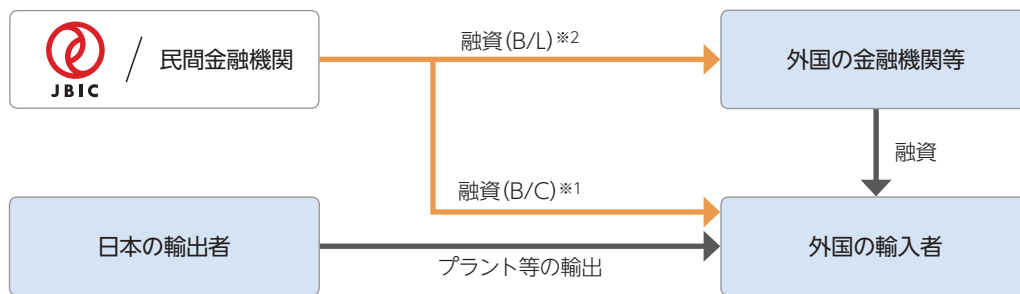 融資(B/L)※2
JBIC
/
民間金融機関
外国の金融機関等
融資
融資(B/C)※1
日本の輸出者
外国の輸入者
プラント等の輸出